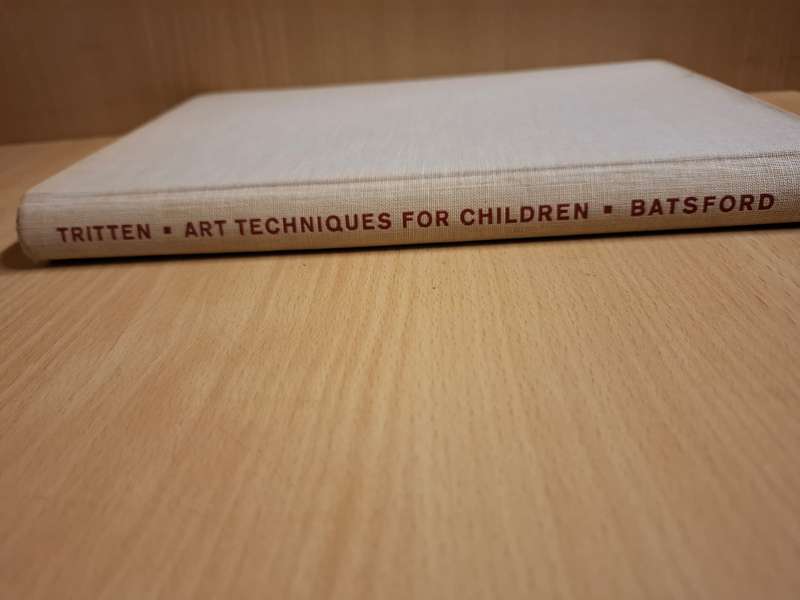 TRITTEN ▪ ART TECHNIQUES FOR CHILDREN ▪ BATSFORD